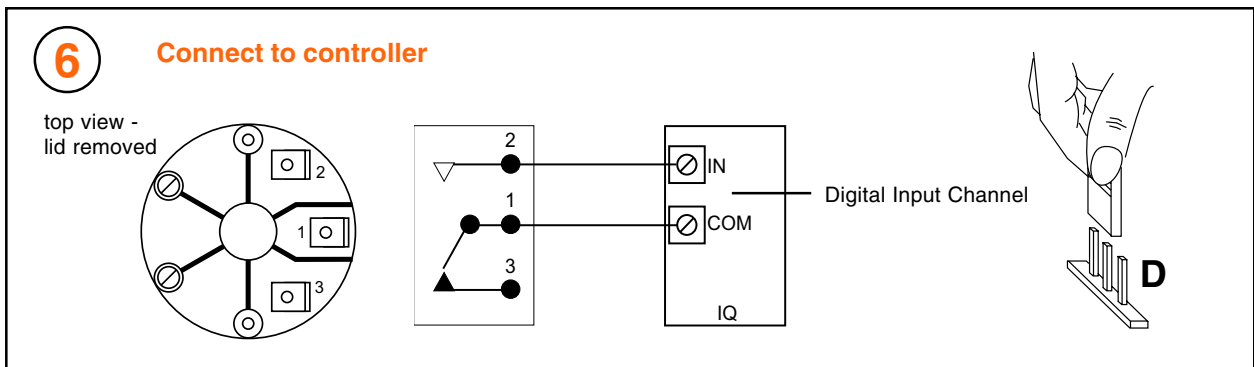 6
Connect to controller
top view -
lid removed
2
1
3
2
1
3
IN
COM
Digital Input Channel
IQ
D